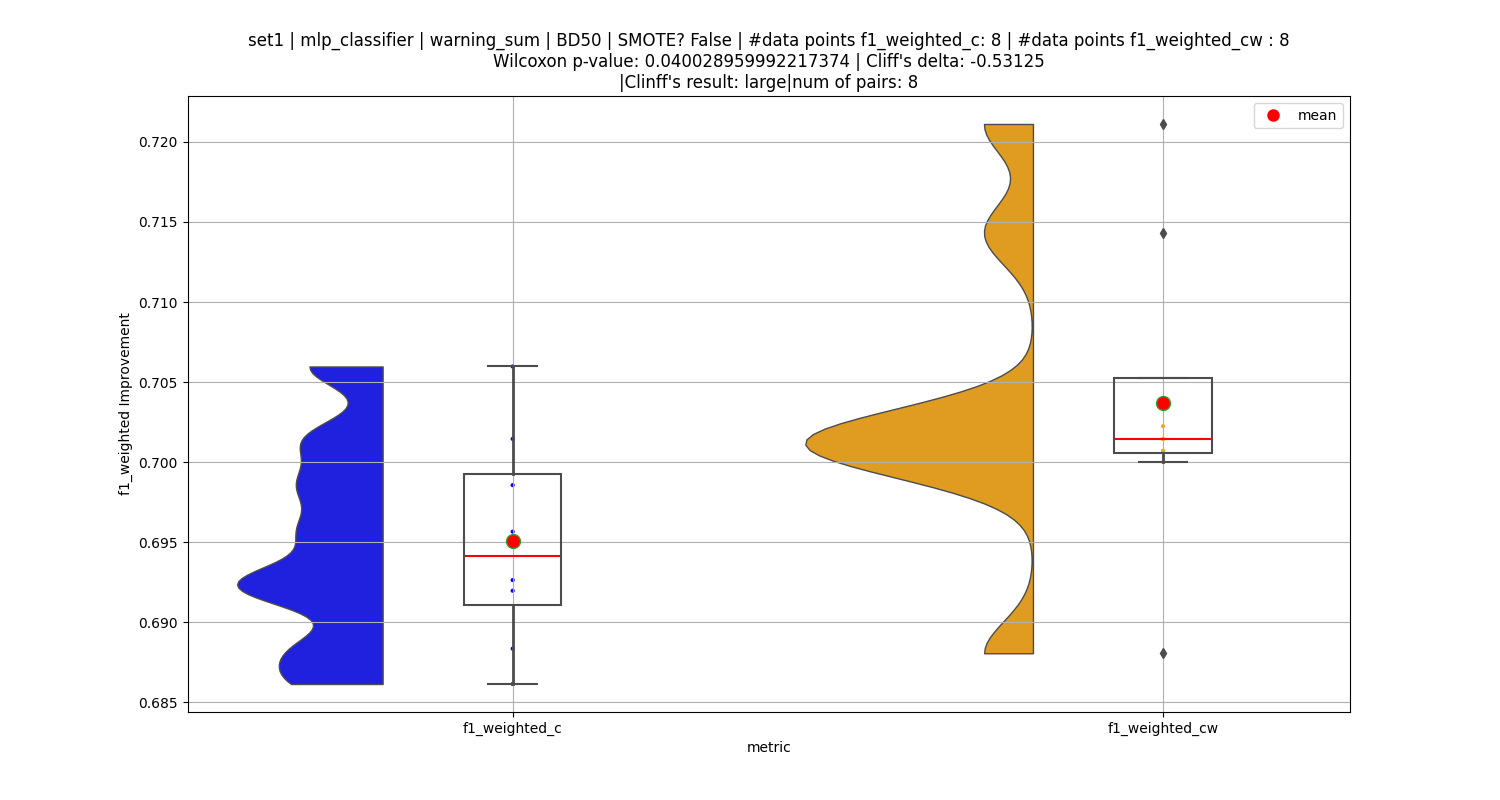 set1 | mlp_classifier | warning_sum | BD50 | SMOTE? False | #data points f1_weighted_c: 8 | #data points f1_weighted_cw : 8
Wilcoxon p-value: 0.040028959992217374 | Cliff's delta: -0.53125
|Clinff's result: large|num of pairs: 8
mean
0.720
0.715
0.710
0.705
0.700
0.695
0.690
0.685
f1_weighted Improvement
f1_weighted_c
f1_weighted_cw
metric